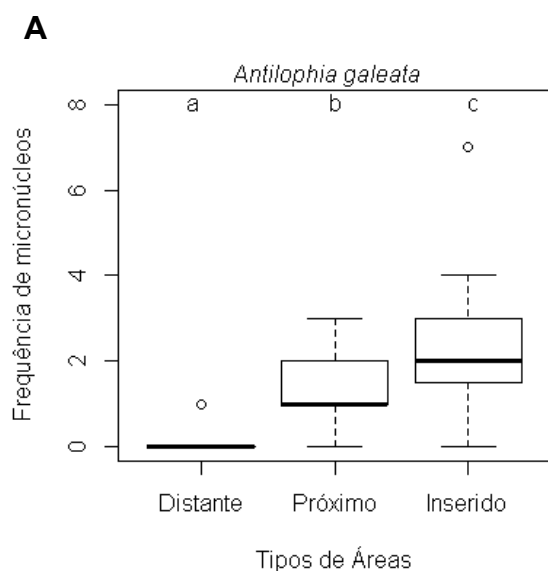 A
Antilophia galeata
a b c
Frequência de micronúcleos
8
6
4
2
0
Distante Próximo Inserido
Tipos de Áreas